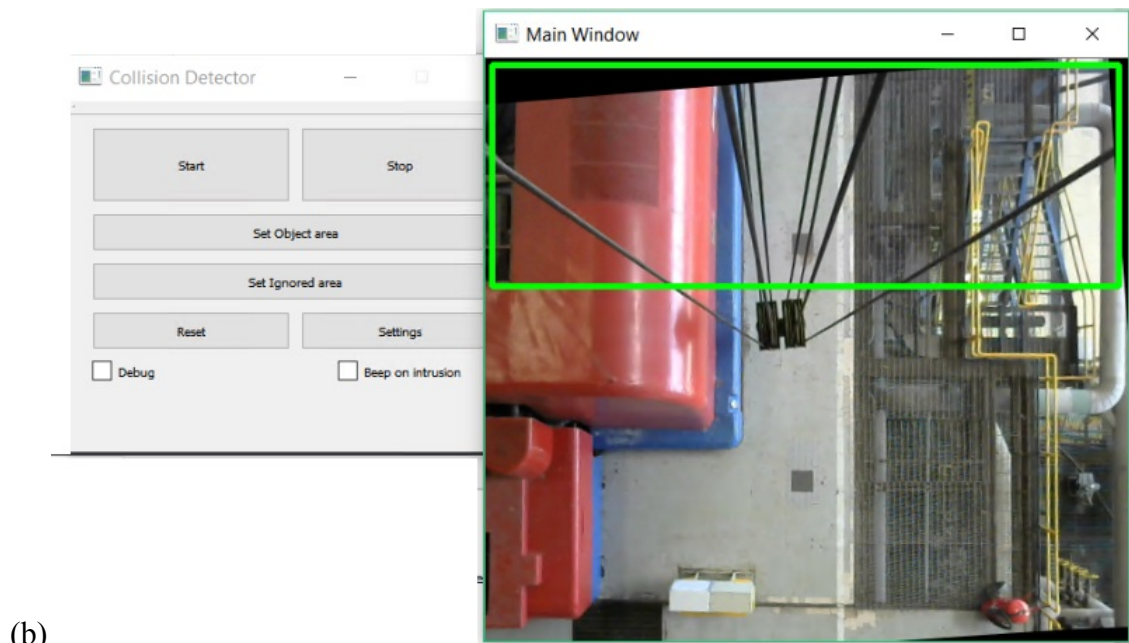 Main Window
Collision Detector
Start
Stop
Set Object area
Set Ignored area
Reset
Settings
Debug
Beep on intrusion
(b)